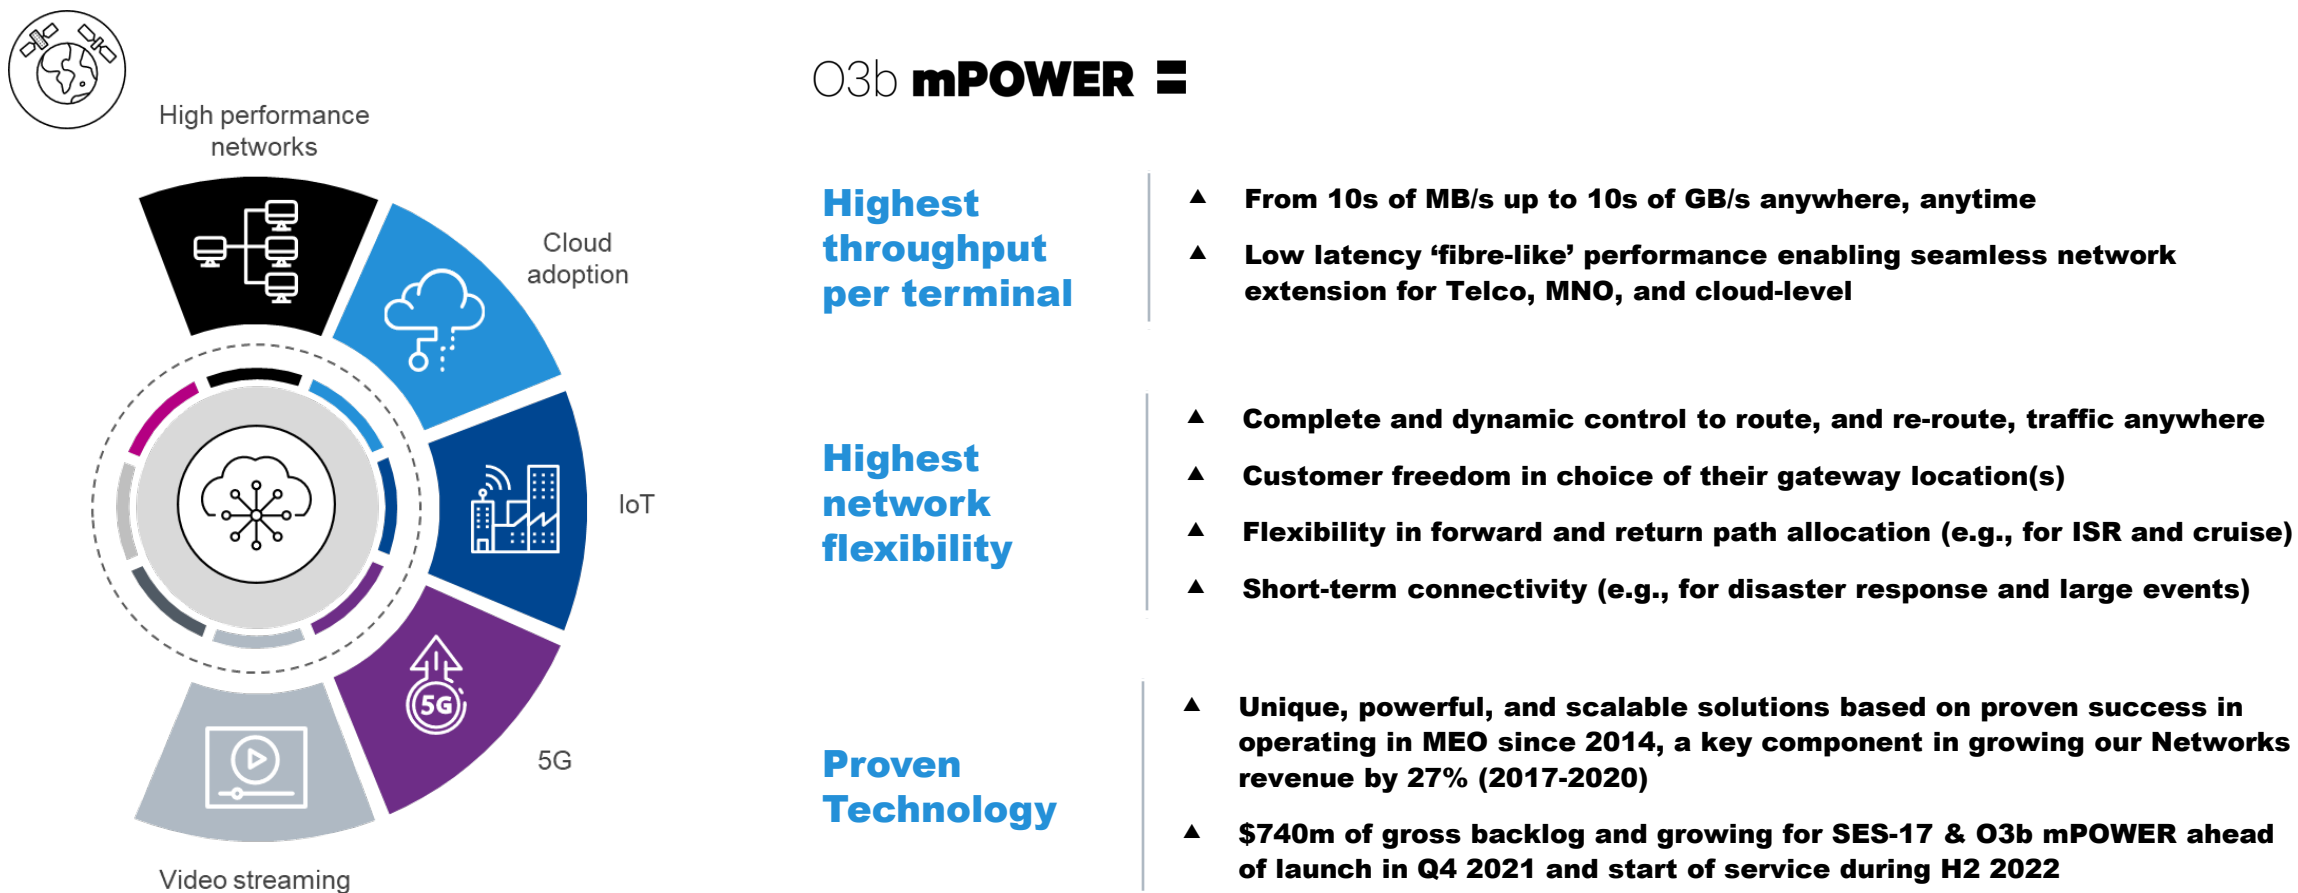 High performance
networks
Cloud
adoption
IoT
5G
5G
Video streaming
O3b mPOWER =
Highest
throughput
per terminal
From 10s of MB/s up to 10s of GB/s anywhere, anytime
Low latency ‘fibre-like’ performance enabling seamless network
extension for Telco, MNO, and cloud-level
Highest
network
flexibility
Complete and dynamic control to route, and re-route, traffic anywhere
Customer freedom in choice of their gateway location(s)
Flexibility in forward and return path allocation (e.g., for ISR and cruise)
Short-term connectivity (e.g., for disaster response and large events)
Proven
Technology
Unique, powerful, and scalable solutions based on proven success in
operating in MEO since 2014, a key component in growing our Networks
revenue by 27% (2017-2020)
$740m of gross backlog and growing for SES-17 & O3b mPOWER ahead
of launch in Q4 2021 and start of service during H2 2022